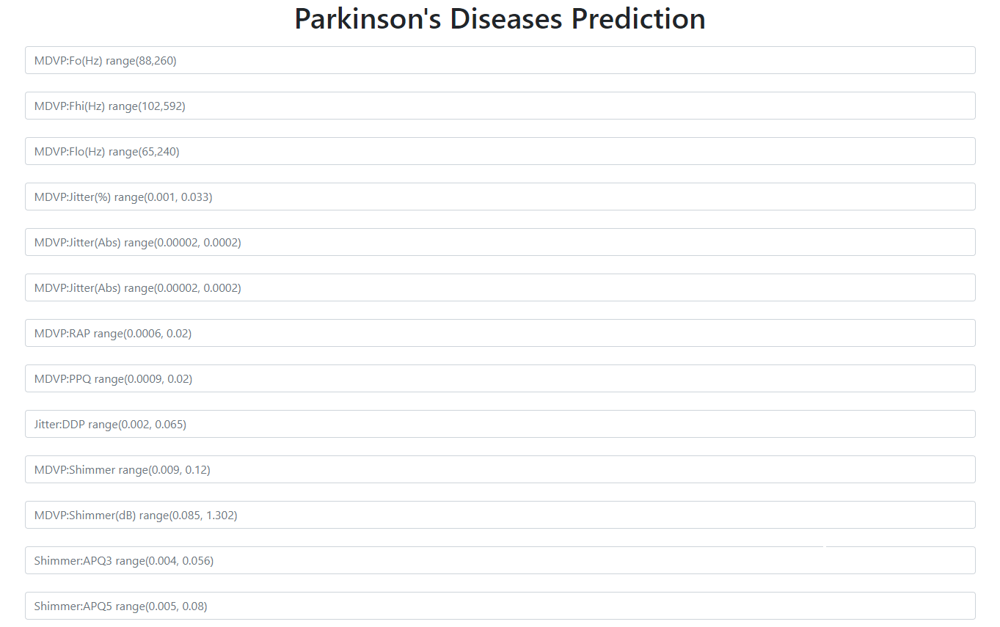 Parkinson's Diseases Prediction
MDVP:Fo(Hz) range(88,260)
MDVP:Fhi(Hz) range(102,592)
MDVP:Flo(Hz) range(65,240)
MDVP:Jitter(%) range(0.001, 0.033)
MDVP:Jitter(Abs) range(0.00002, 0.0002)
MDVP:Jitter(Abs) range(0.00002, 0.0002)
MDVP:RAP range(0.0006, 0.02)
MDVP:PPQ range(0.0009, 0.02)
Jitter:DDP range(0.002, 0.065)
MDVP:Shimmer range(0.009, 0.12)
MDVP:Shimmer(dB) range(0.085, 1.302)
Shimmer:APQ3 range(0.004, 0.056)
Shimmer:APQ5 range(0.005, 0.08)